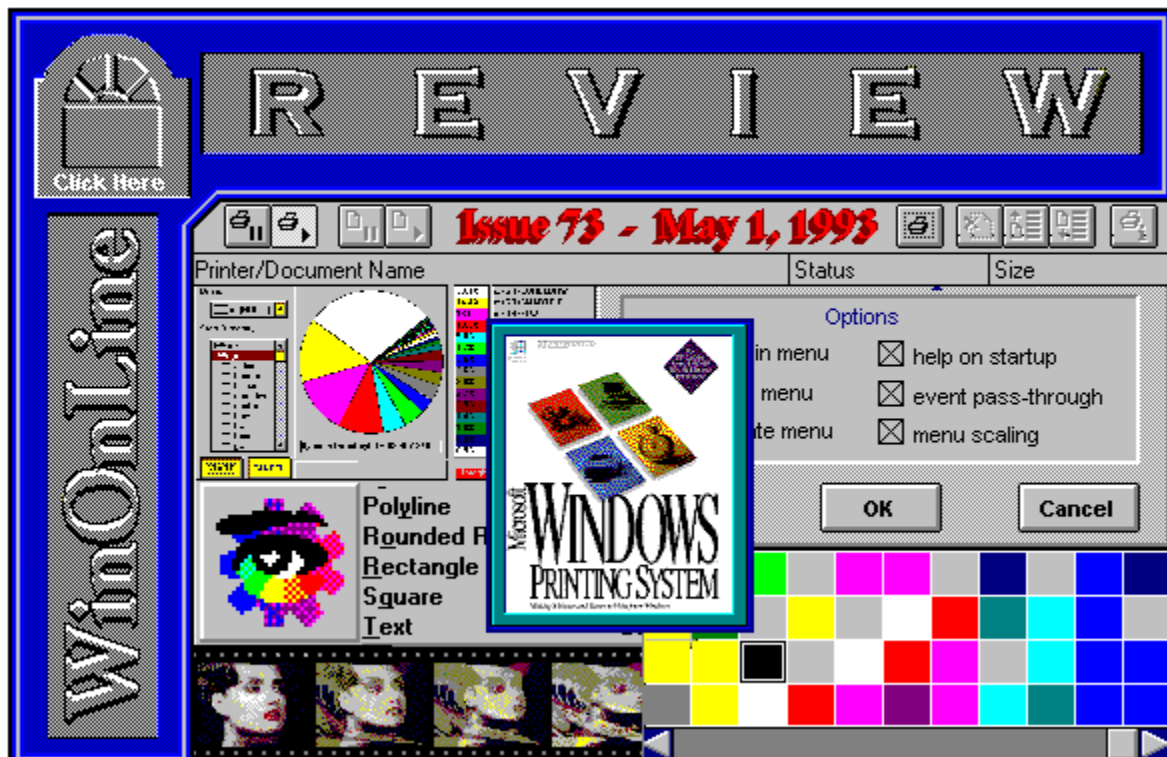 REVIEW
Click Here
WinOnLine
Issue 73 - May 1, 1993
Printer/Document Name Status Size
Options
in menu
help on startup
menu
event pass-through
menu
menu scaling
OK
Cancel
Polyline
Rounded R
Rectangle
Square
Text
Microsoft
WINDOWS
PRINTING SYSTEM